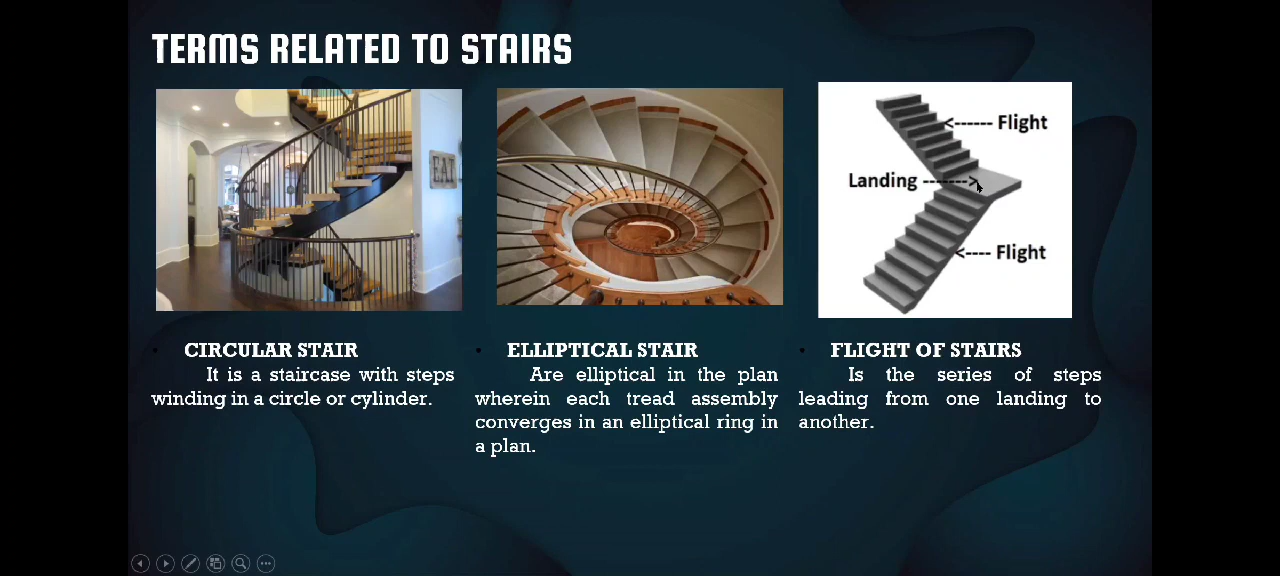 TERMS RELATED TO STAIRS
EAT
<------ Flight
Landing ------->
<---- Flight
• CIRCULAR STAIR
It is a staircase with steps
winding in a circle or cylinder.
• ELLIPTICAL STAIR
Are elliptical in the plan
wherein each tread assembly
converges in an elliptical ring in
a plan.
• FLIGHT OF STAIRS
Is the series of steps
leading from one landing to
another.